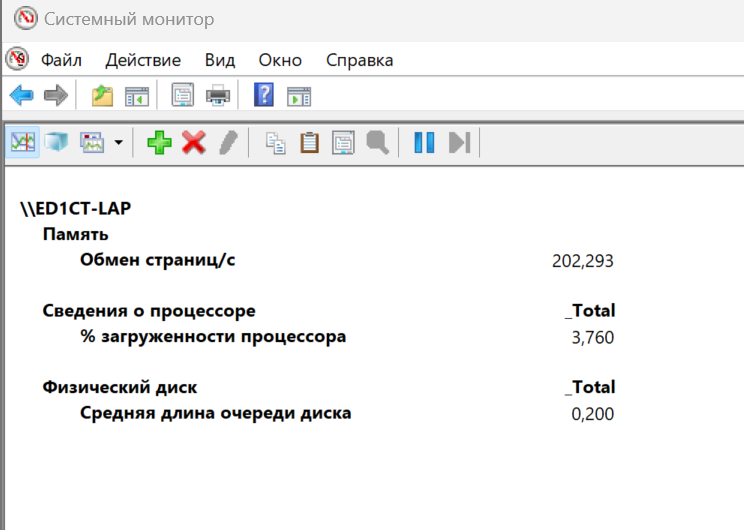 Системный монитор
Файл Действие Вид Окно Справка
\\ED1CT-LAP
Память
Обмен страниц/с 202,293
Сведения о процессоре _Total
% загруженности процессора 3,760
Физический диск _Total
Средняя длина очереди диска 0,200